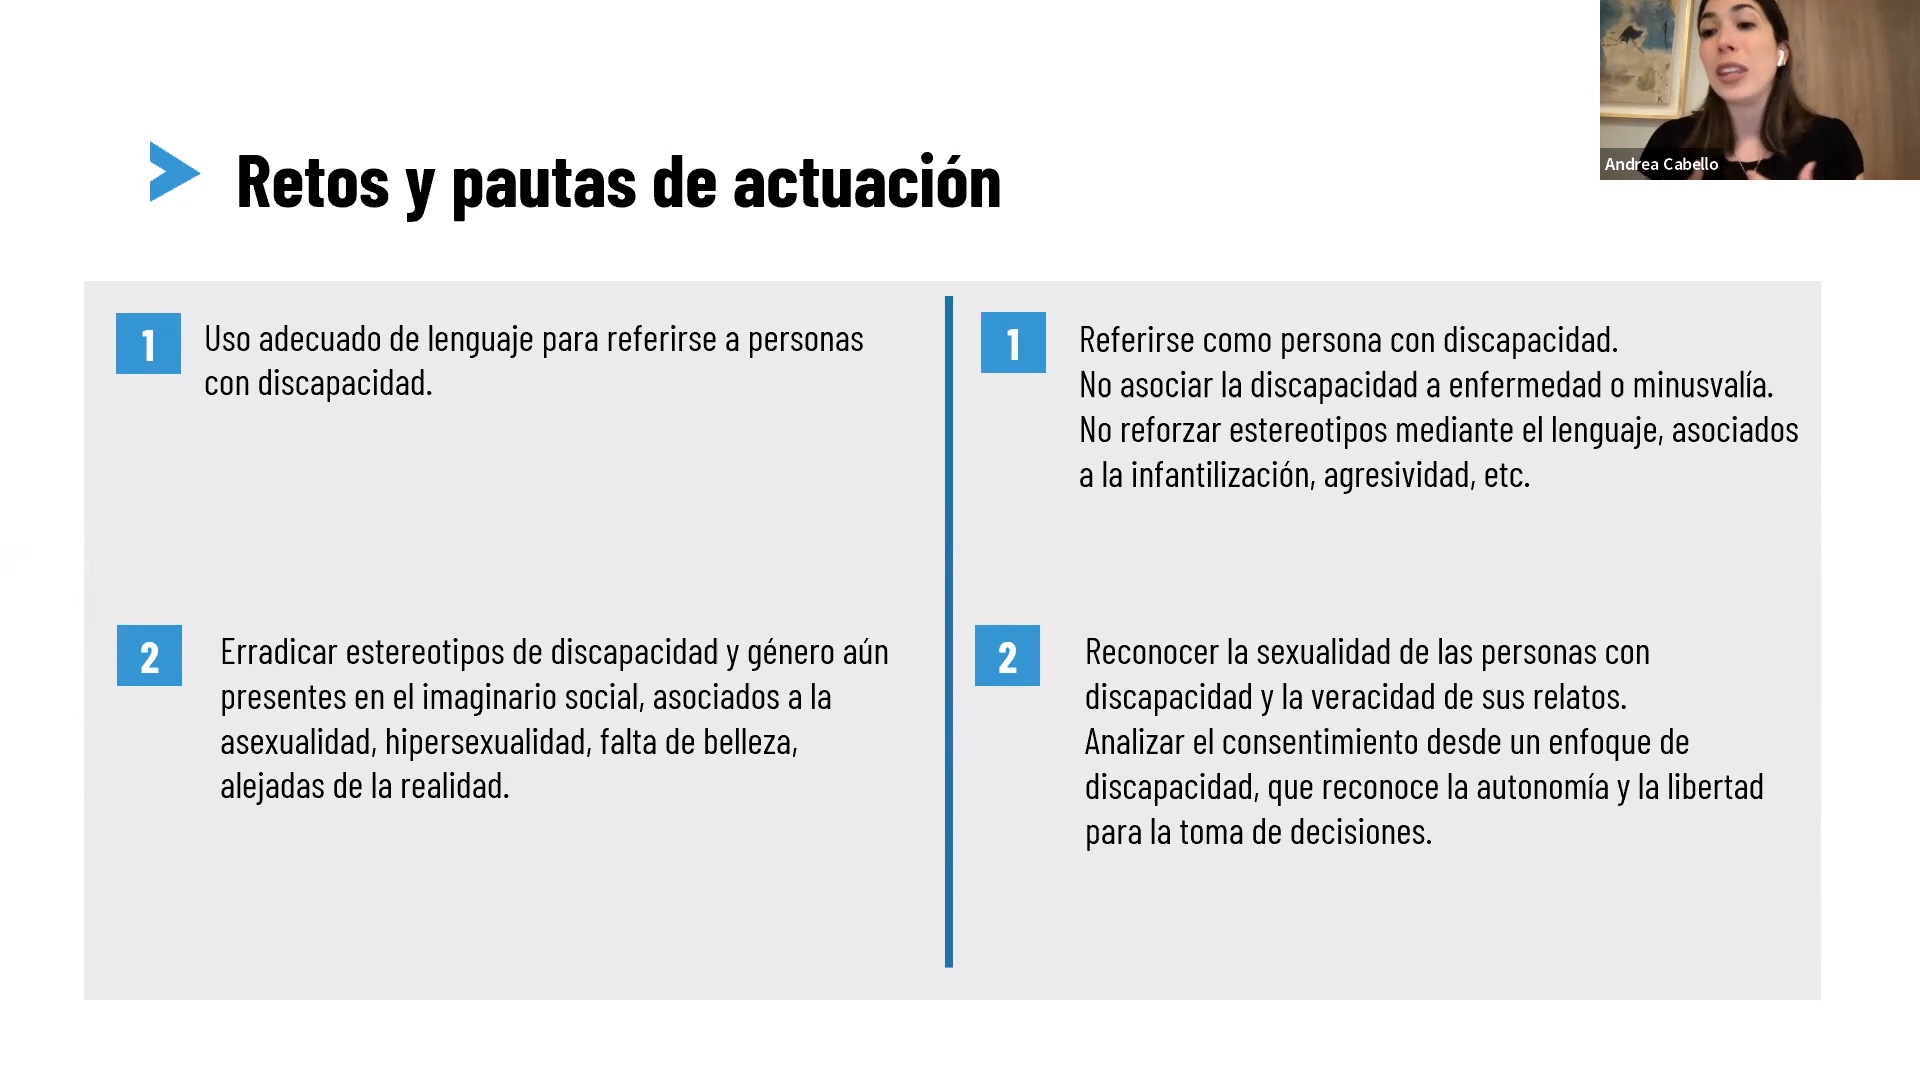 Andrea Cabello
Retos y pautas de actuación
1
Uso adecuado de lenguaje para referirse a personas
con discapacidad.
2
Erradicar estereotipos de discapacidad y género aún
presentes en el imaginario social, asociados a la
asexualidad, hipersexualidad, falta de belleza,
alejadas de la realidad.
1
Referirse como persona con discapacidad.
No asociar la discapacidad a enfermedad o minusvalía.
No reforzar estereotipos mediante el lenguaje, asociados
a la infantilización, agresividad, etc.
2
Reconocer la sexualidad de las personas con
discapacidad y la veracidad de sus relatos.
Analizar el consentimiento desde un enfoque de
discapacidad, que reconoce la autonomía y la libertad
para la toma de decisiones.